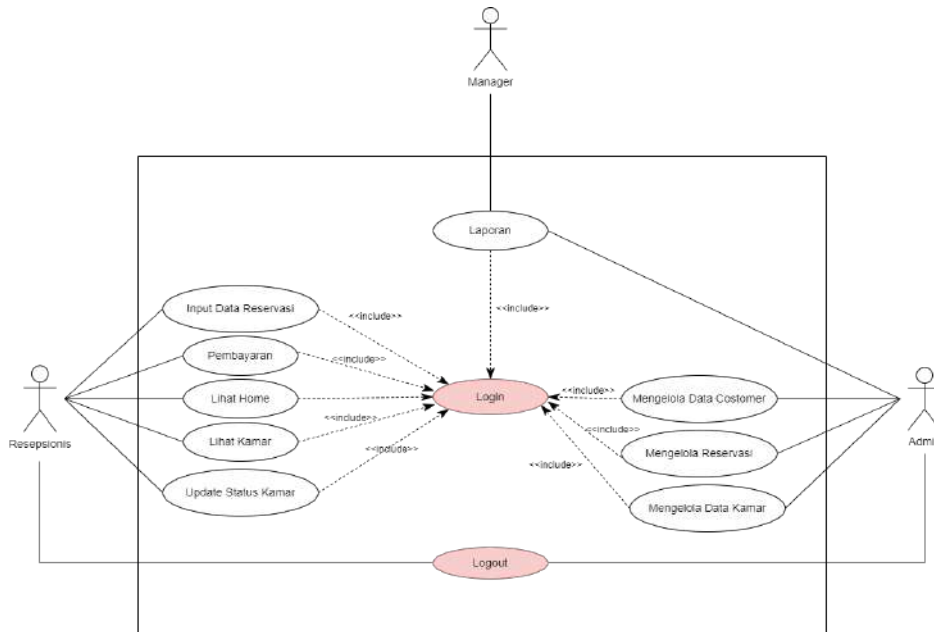 Manager
Laporan
<<include>>
Input Data Reservasi
<<include>>
Pembayaran
<<include>>
Lihat Home
Login
<<include>>
Mengelola Data Costomer
<<include>>
Lihat Kamar
<<include>>
Mengelola Reservasi
Resepsionis
Admi
<<include>>
<<include>>
Update Status Kamar
Mengelola Data Kamar
Logout